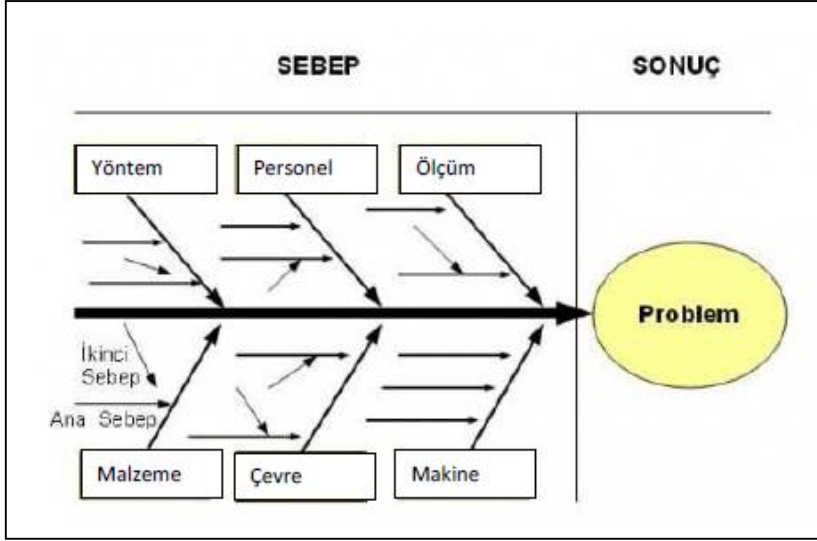 SEBEP
SONUÇ
Yöntem
Personel
Ölçüm
Problem
İkinci
Sebep
Ana Sebep
Malzeme
Çevre
Makine